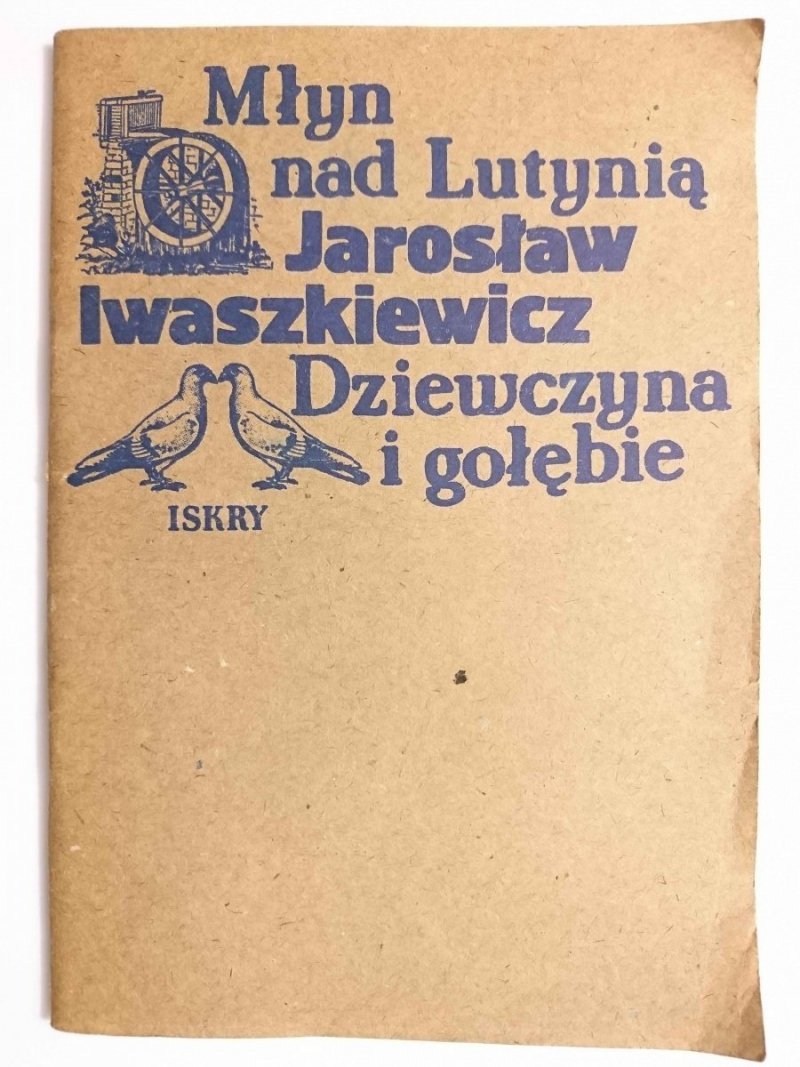 Młyn
nad Lutynią
Jarosław
Iwaszkiewicz
Dziewczyna
i gołębie
ISKRY